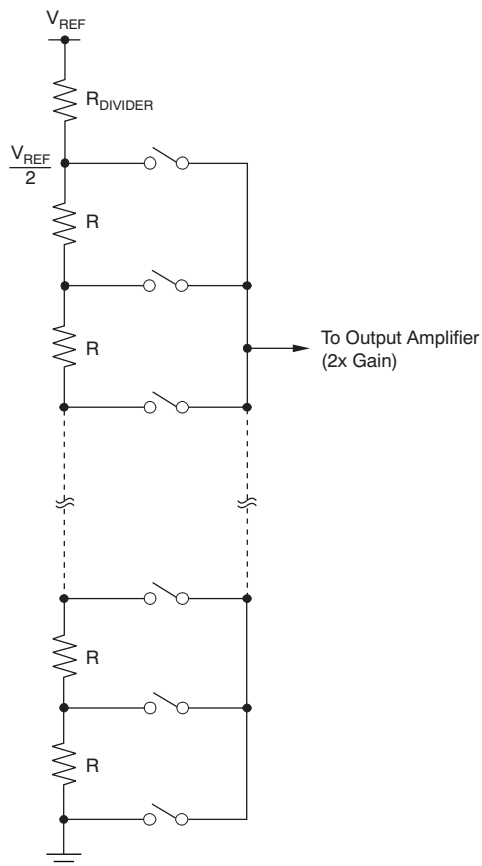 VREF
RDIVIDER
VREF
2
R
R
To Output Amplifier
(2x Gain)
R
R